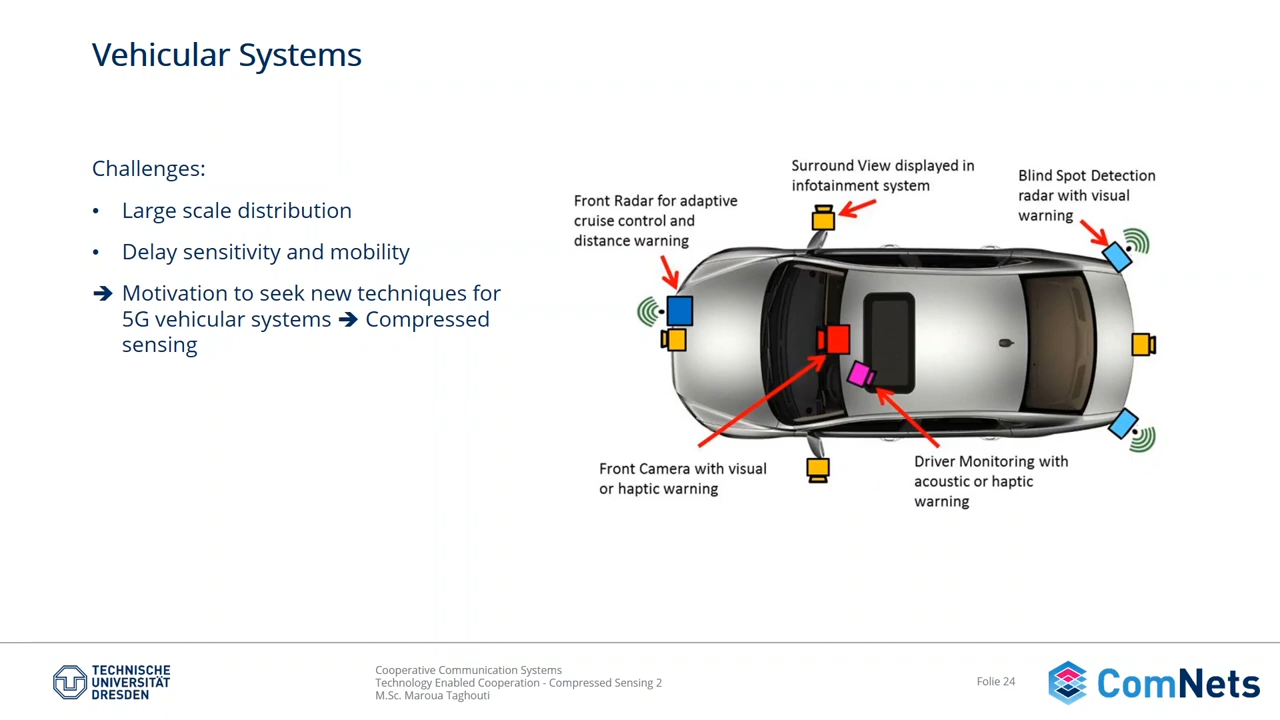 Vehicular Systems
Challenges:
• Large scale distribution
• Delay sensitivity and mobility
➔ Motivation to seek new techniques for
5G vehicular systems ➔ Compressed
sensing
Front Radar for adaptive
cruise control and
distance warning
Surround View displayed in
infotainment system
Blind Spot Detection
radar with visual
warning
Front Camera with visual
or haptic warning
Driver Monitoring with
acoustic or haptic
warning
TECHNISCHE
UNIVERSITÄT
DRESDEN
Cooperative Communication Systems
Technology Enabled Cooperation - Compressed Sensing 2
M.Sc. Maroua Taghouti
Folie 24
ComNets